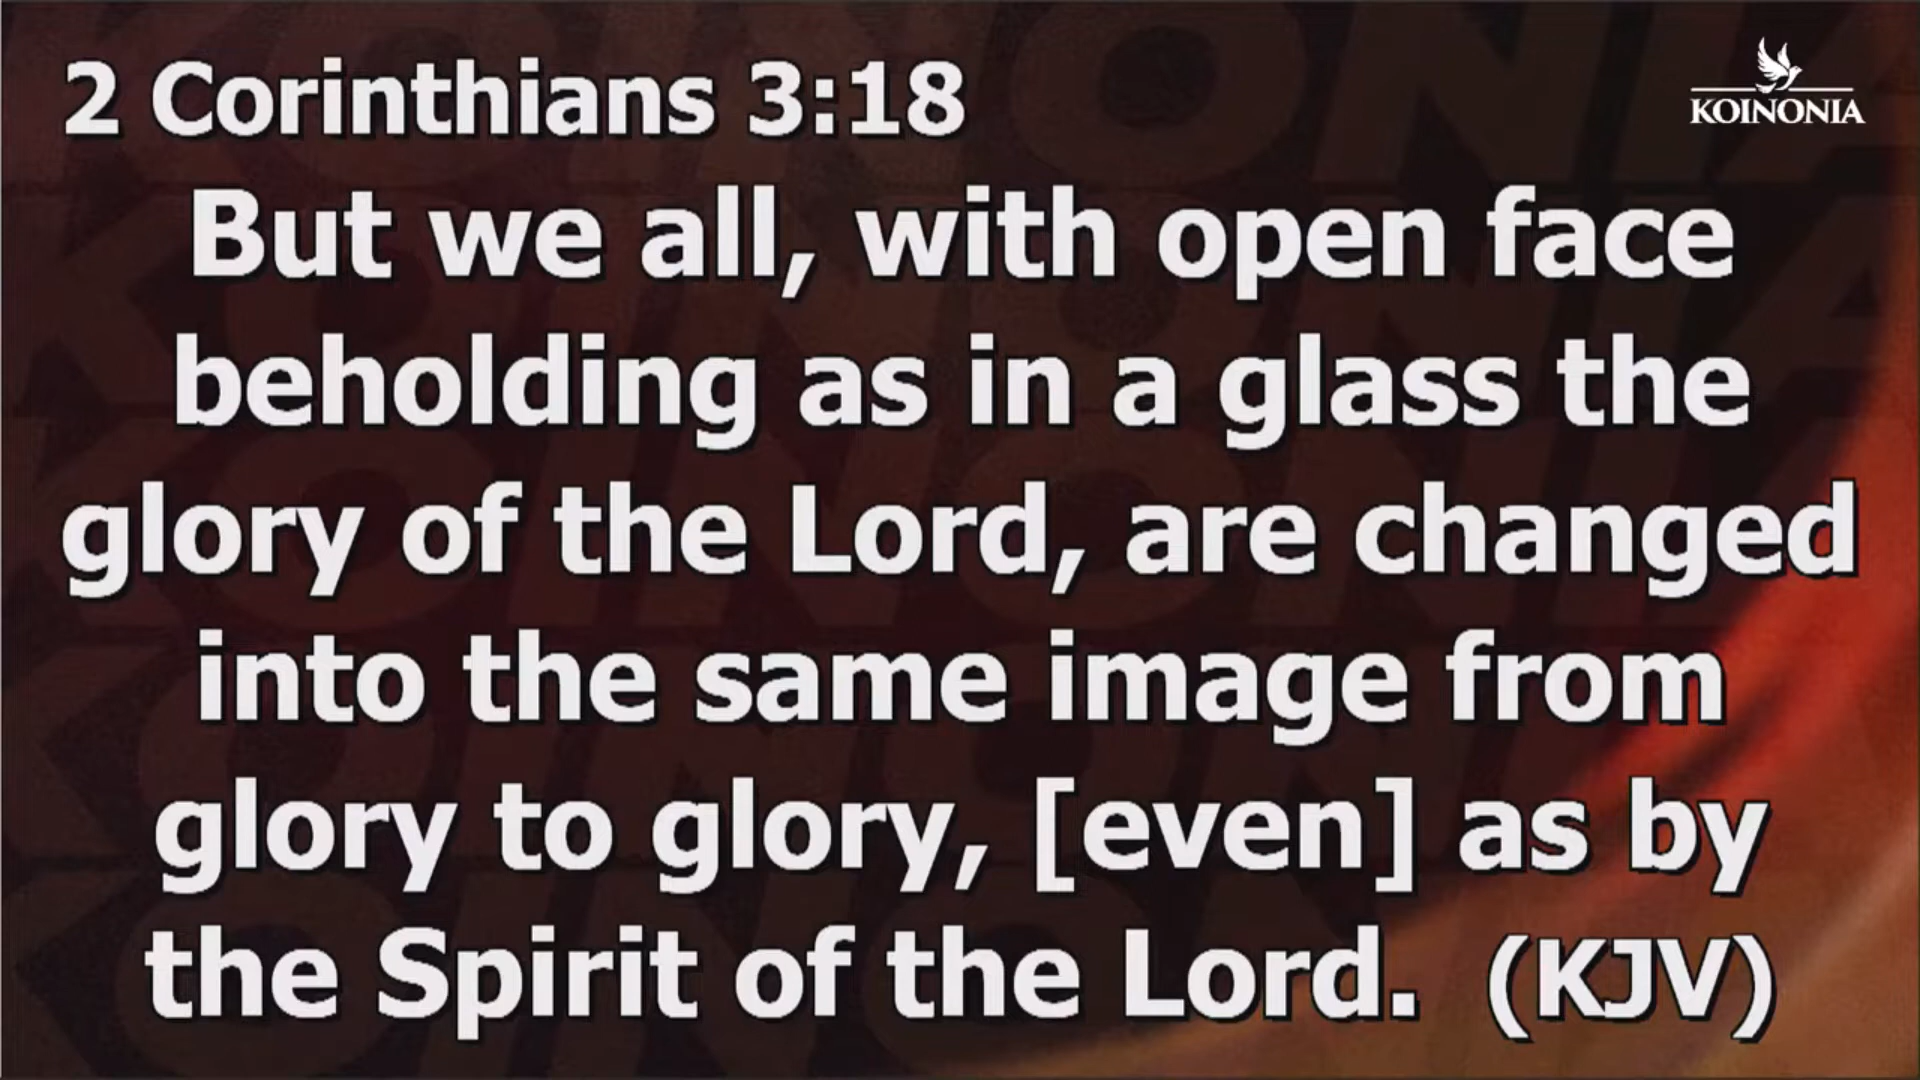 2 Corinthians 3:18
KOINONIA
But we all, with open face
beholding as in a glass the
glory of the Lord, are changed
into the same image from
glory to glory, [even] as by
the Spirit of the Lord. (KJV)